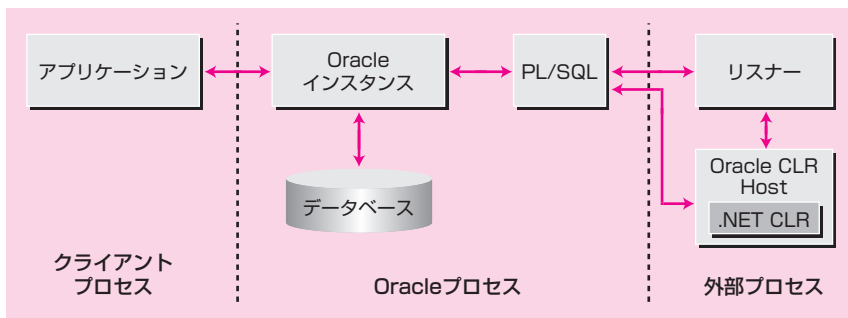 アプリケーション
Oracle
インスタンス
PL/SQL
リスナー
データベース
Oracle CLR
Host
.NET CLR
クライアント
プロセス
Oracleプロセス
外部プロセス